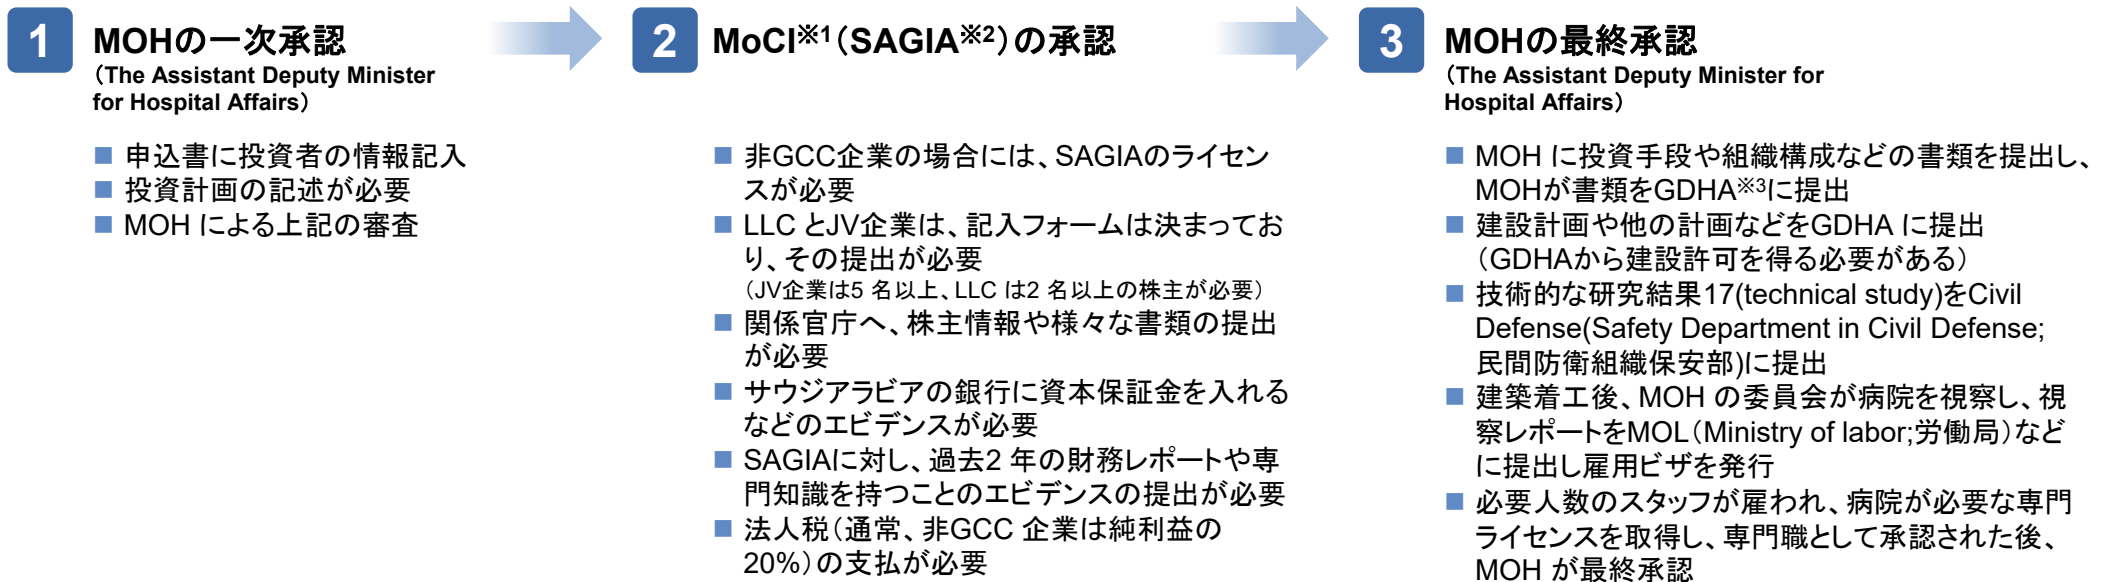 1
MOHの一次承認
（The Assistant Deputy Minister
for Hospital Affairs）
■ 申込書に投資者の情報記入
■ 投資計画の記述が必要
■ MOH による上記の審査
2
MoCI※1（SAGIA※2）の承認
■ 非GCC企業の場合には、SAGIAのライセン
スが必要
■ LLC とJV企業は、記入フォームは決まってお
り、その提出が必要
（JV企業は5 名以上、LLC は2 名以上の株主が必要）
■ 関係官庁へ、株主情報や様々な書類の提出
が必要
■ サウジアラビアの銀行に資本保証金を入れる
などのエビデンスが必要
■ SAGIAに対し、過去2 年の財務レポートや専
門知識を持つことのエビデンスの提出が必要
■ 法人税（通常、非GCC 企業は純利益の
20%）の支払が必要
3
MOHの最終承認
（The Assistant Deputy Minister for
Hospital Affairs）
■ MOH に投資手段や組織構成などの書類を提出し、
MOHが書類をGDHA※3に提出
■ 建設計画や他の計画などをGDHA に提出
（GDHAから建設許可を得る必要がある）
■ 技術的な研究結果17(technical study)をCivil
Defense(Safety Department in Civil Defense;
民間防衛組織保安部)に提出
■ 建築着工後、MOH の委員会が病院を視察し、視
察レポートをMOL（Ministry of labor;労働局）など
に提出し雇用ビザを発行
■ 必要人数のスタッフが雇われ、病院が必要な専門
ライセンスを取得し、専門職として承認された後、
MOH が最終承認